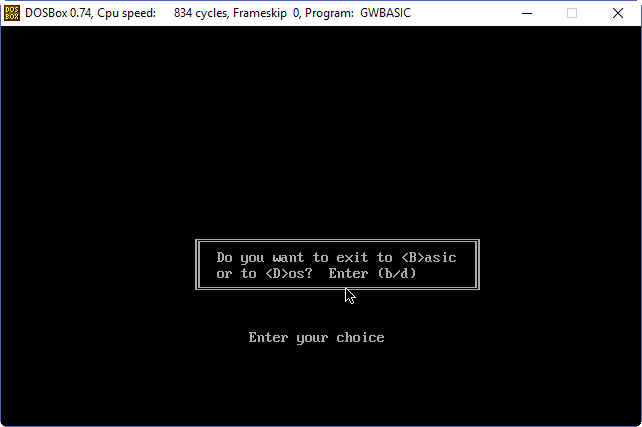 DOSBox 0.74, Cpu speed:     834 cycles, Frameskip  0, Program:  GWBASIC
Do you want to exit to <B>asic
or to <D>os?  Enter (b/d)
Enter your choice